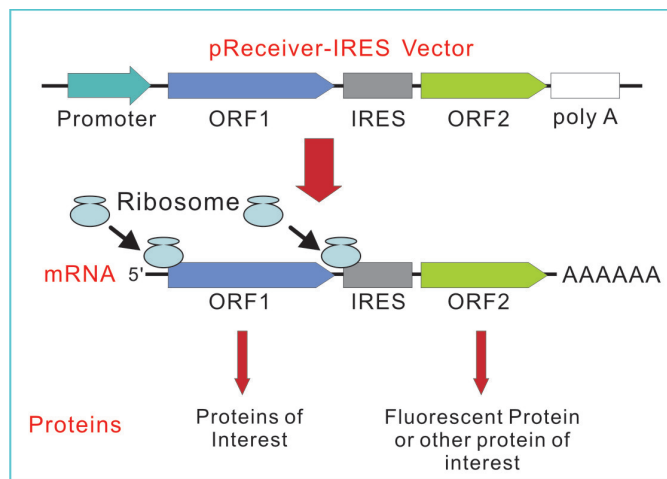 pReceiver-IRES Vector
Promoter ORF1 IRES ORF2 poly A
Ribosome
mRNA 5' AAAAAA
ORF1 IRES ORF2
Proteins
Proteins of
Interest
Fluorescent Protein
or other protein of
interest